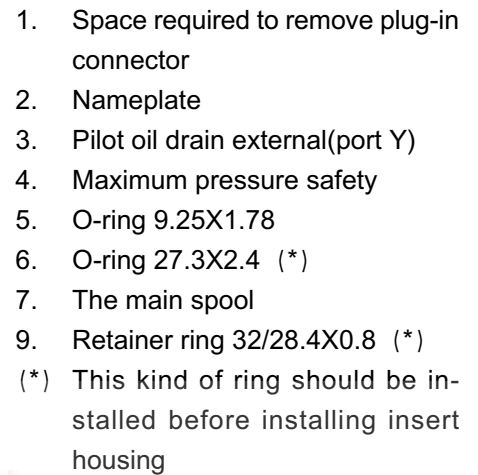 1. Space required to remove plug-in
connector
2. Nameplate
3. Pilot oil drain external(port Y)
4. Maximum pressure safety
5. O-ring 9.25X1.78
6. O-ring 27.3X2.4 (*)
7. The main spool
9. Retainer ring 32/28.4X0.8 (*)
(*) This kind of ring should be in-
stalled before installing insert
housing